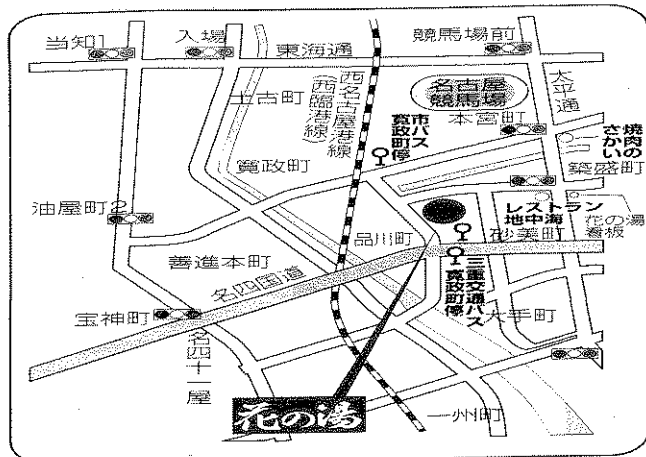 当知1
入場
東海通
競馬場前
土古町
西名古屋港線
(西臨港線)
名古屋
競馬場
太平通
市バス
寛政町停
本宮町
焼肉の
さかい
寛政町
築盛町
油屋町2
レストラン
地中海
花の湯
看板
品川町
砂美町
善進本町
名四国道
三重交通バス
寛政町停
宝神町
大手町
名四十一屋
花の湯
一州町